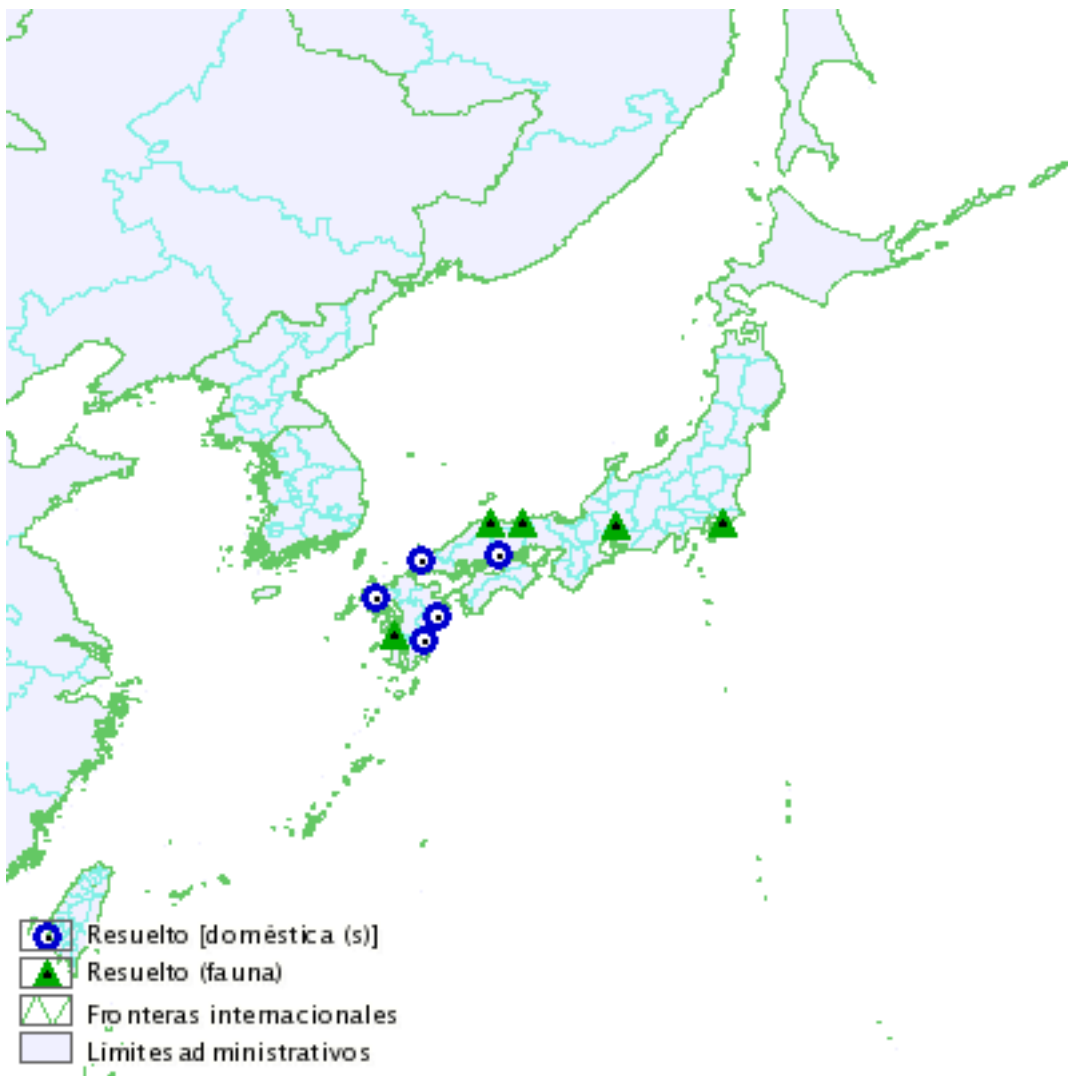 Resuelto [doméstica (s)]
Resuelto (fauna)
Fronteras internacionales
Límites administrativos